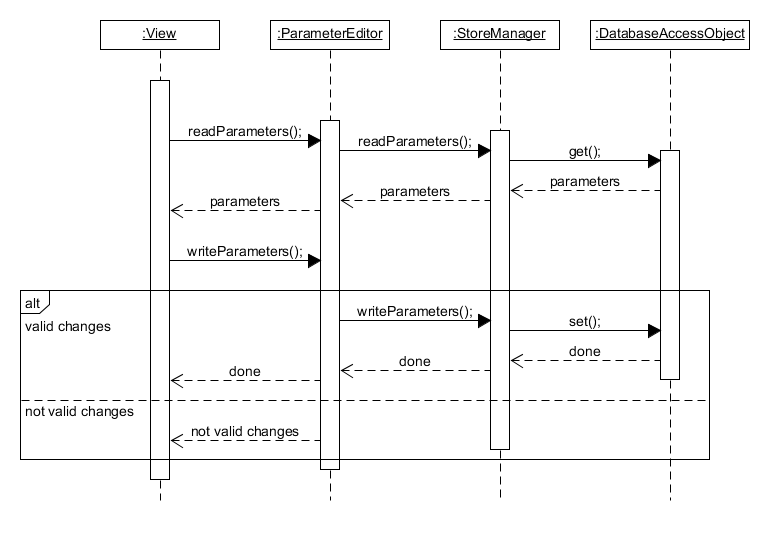 :View
:ParameterEditor
:StoreManager
:DatabaseAccessObject
readParameters();
readParameters();
get();
parameters
parameters
parameters
writeParameters();
alt
valid changes
writeParameters();
set();
done
done
done
not valid changes
not valid changes